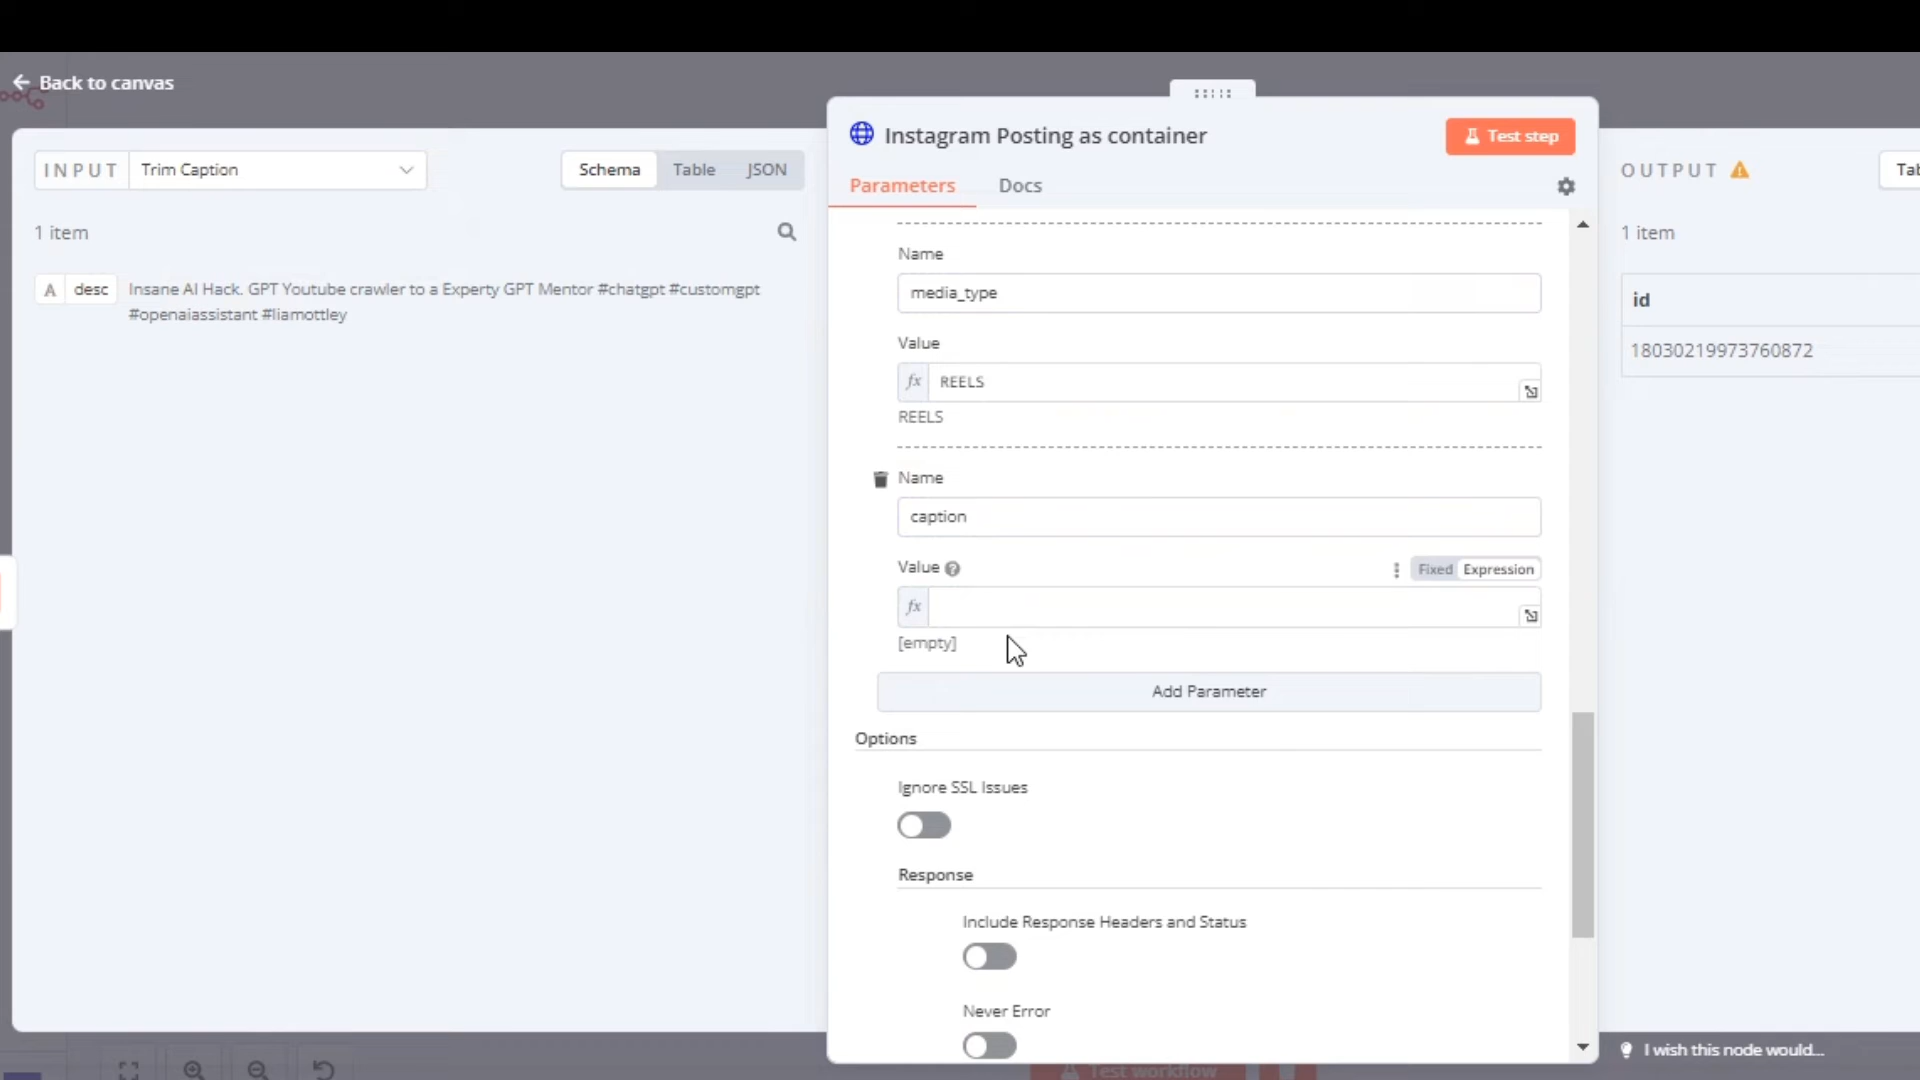 Back to canvas
INPUT
Trim Caption
Schema
Table
JSON
1 item
A
desc
Insane AI Hack. GPT Youtube crawler to a Experty GPT Mentor #chatgpt #customgpt
#openaiassistant #liamottley
Instagram Posting as container
Test step
Parameters
Docs
Name
media_type
Value
fx
REELS
REELS
Name
caption
Value
Fixed
Expression
fx
[empty]
Add Parameter
Options
Ignore SSL Issues
Response
Include Response Headers and Status
Never Error
OUTPUT
Tab
1 item
id
18030219973760872
I wish this node would...
Test workflow